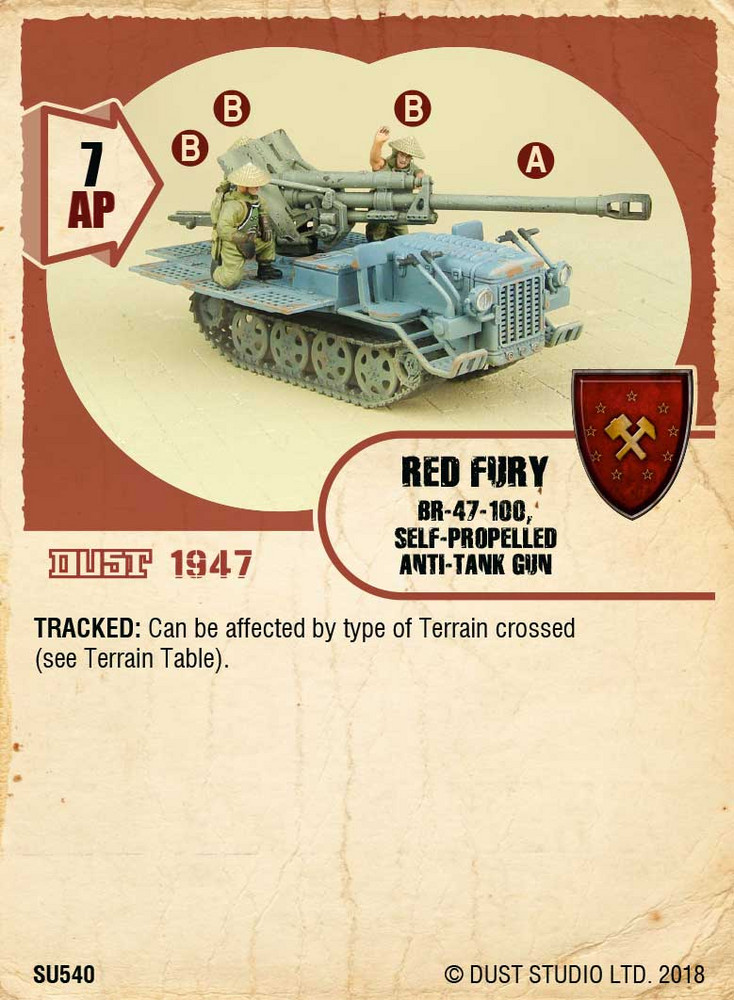 7
AP
B
B
B
A
RED FURY
BR-47-100,
SELF-PROPELLED
ANTI-TANK GUN
DUST 1947
TRACKED: Can be affected by type of Terrain crossed
(see Terrain Table).
SU540
© DUST STUDIO LTD. 2018